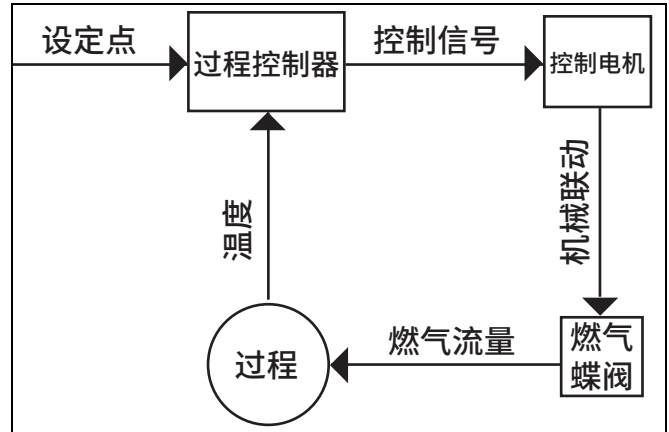 设定点
过程控制器
控制信号
控制电机
机械联动
温度
过程
燃气流量
燃气
蝶阀